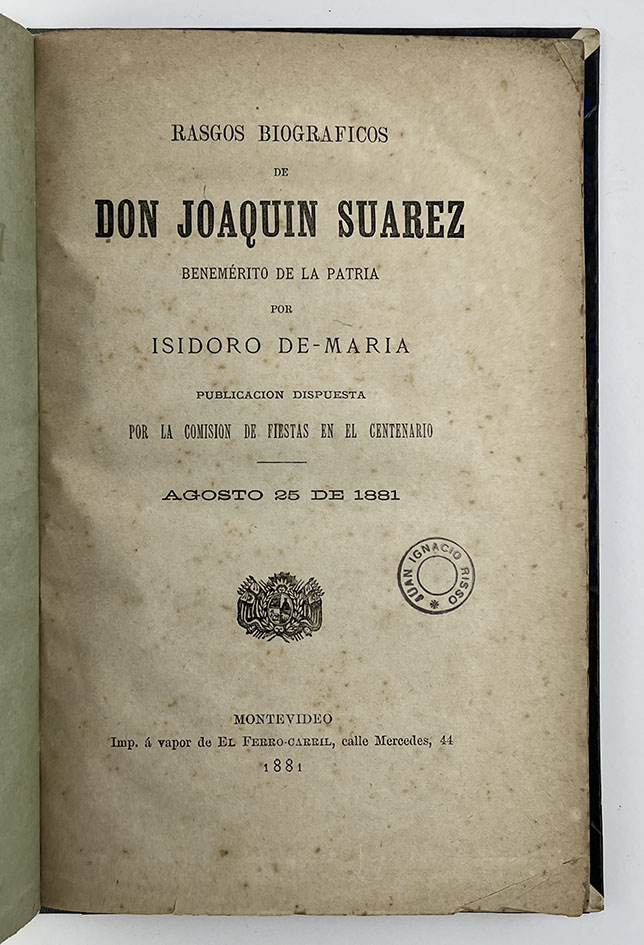 RASGOS BIOGRAFICOS
DE
DON JOAQUIN SUAREZ
BENEMÉRITO DE LA PATRIA
POR
ISIDORO DE-MARIA
PUBLICACION DISPUESTA
POR LA COMISION DE FIESTAS EN EL CENTENARIO
AGOSTO 25 DE 1881
JUAN IGNACIO RISSO
MONTEVIDEO
Imp. á vapor de EL FERRO-CARRIL, calle Mercedes, 44
1881